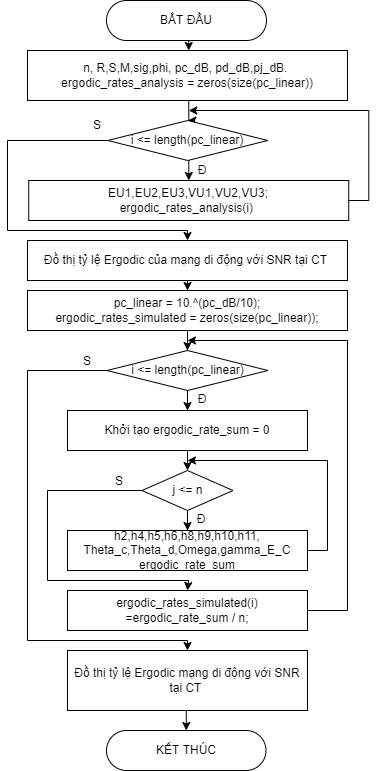 BẮT ĐẦU
n, R,S,M,sig,phi, pc_dB, pd_dB,pj_dB.
ergodic_rates_analysis = zeros(size(pc_linear))
S
i <= length(pc_linear)
Đ
EU1,EU2,EU3,VU1,VU2,VU3;
ergodic_rates_analysis(i)
Đồ thị tỷ lệ Ergodic của mạng di động với SNR tại CT
pc_linear = 10.^(pc_dB/10);
ergodic_rates_simulated = zeros(size(pc_linear));
S
i <= length(pc_linear)
Đ
Khởi tạo ergodic_rate_sum = 0
S
j <= n
Đ
h2,h4,h5,h6,h8,h9,h10,h11,
Theta_c,Theta_d,Omega,gamma_E_C
ergodic_rate_sum
ergodic_rates_simulated(i)
=ergodic_rate_sum / n;
Đồ thị tỷ lệ Ergodic mạng di động với SNR
tại CT
KẾT THÚC